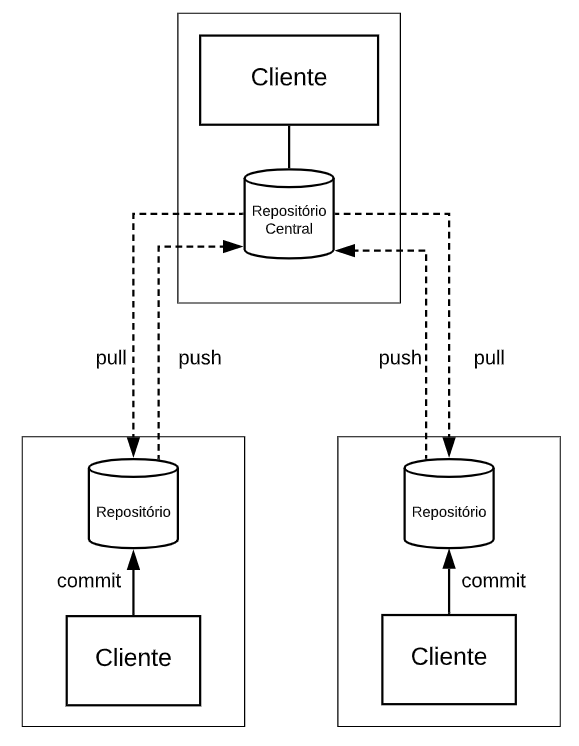 Cliente
Repositório
Central
pull
push
push
pull
Repositório
Repositório
commit
commit
Cliente
Cliente